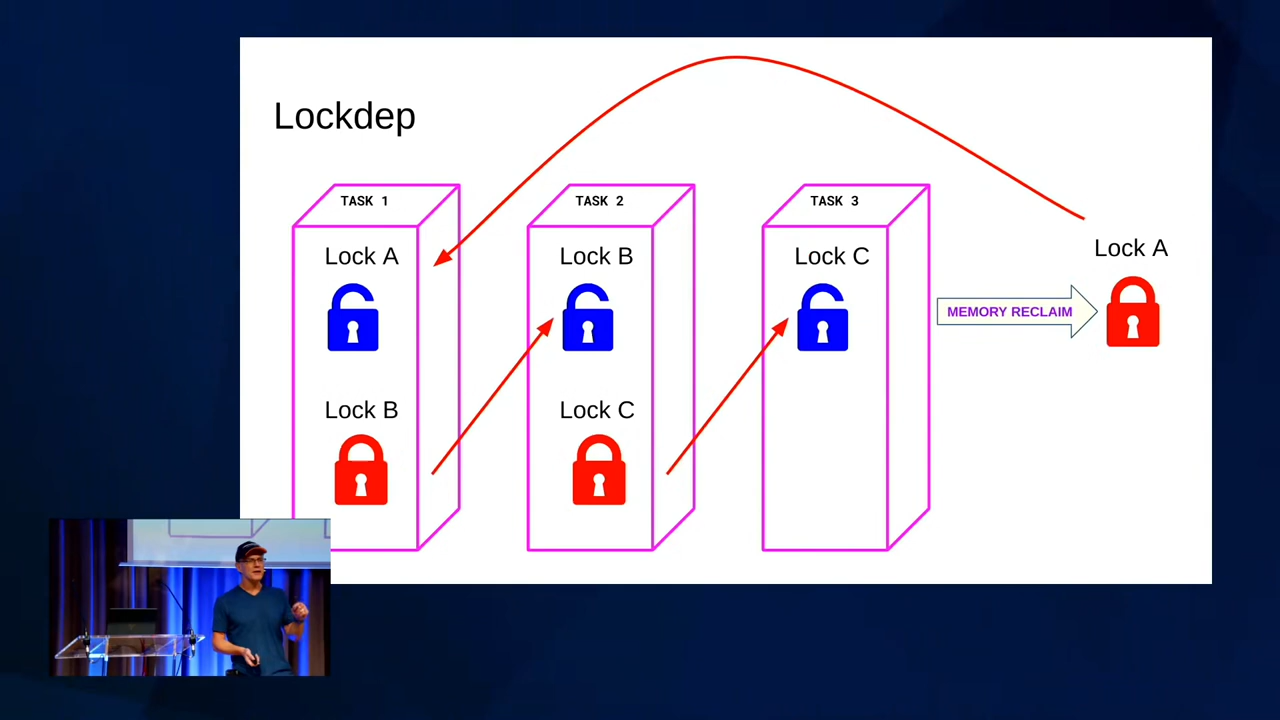 Lockdep
TASK 1
TASK 2
TASK 3
Lock A
Lock B
Lock C
Lock A
MEMORY RECLAIM
Lock B
Lock C